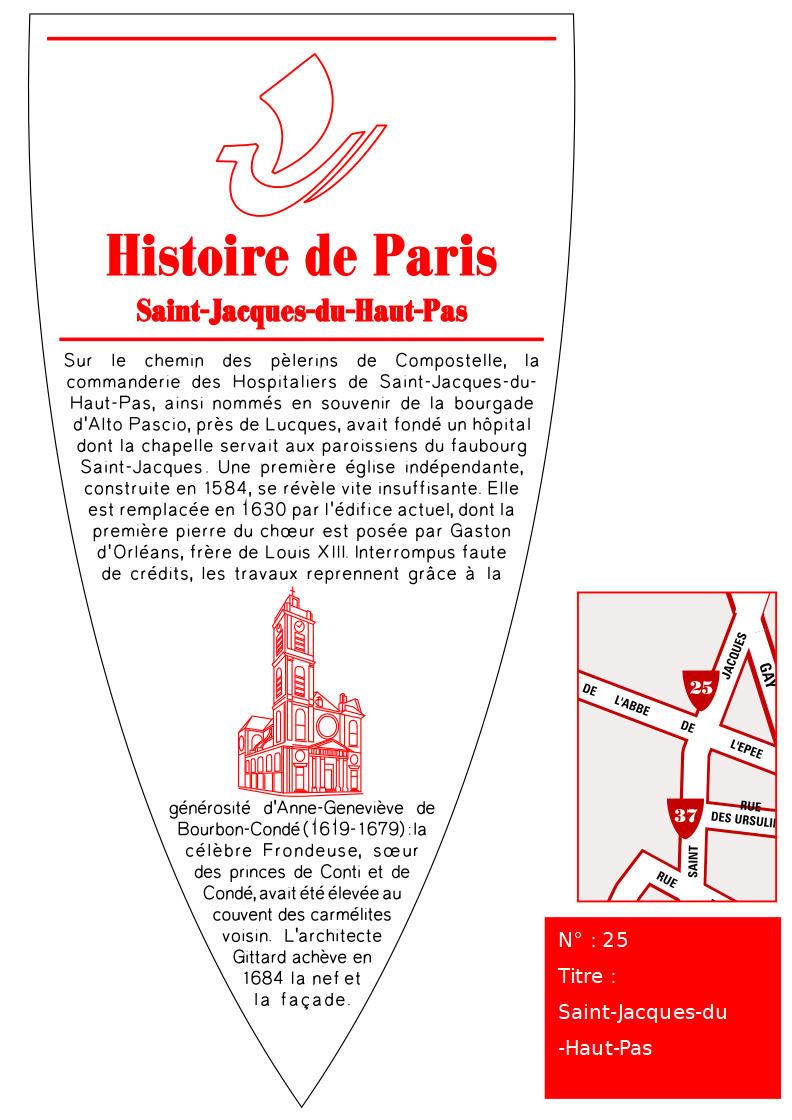 Histoire de Paris
Saint-Jacques-du-Haut-Pas
Sur le chemin des pèlerins de Compostelle, la
commanderie des Hospitaliers de Saint-Jacques-du-
Haut-Pas, ainsi nommés en souvenir de la bourgade
d'Alto Pascio, près de Lucques, avait fondé un hôpital
dont la chapelle servait aux paroissiens du faubourg
Saint-Jacques. Une première église indépendante,
construite en 1584, se révèle vite insuffisante. Elle
est remplacée en 1630 par l'édifice actuel, dont la
première pierre du chœur est posée par Gaston
d'Orléans, frère de Louis XIII. Interrompus faute
de crédits, les travaux reprennent grâce à la
générosité d'Anne-Geneviève de
Bourbon-Condé (1619-1679) : la
célèbre Frondeuse, sœur
des princes de Conti et de
Condé, avait été élevée au
couvent des carmélites
voisin. L'architecte
Gittard achève en
1684 la nef et
la façade.
JACQUES
GAY
25
DE L'ABBE DE L'EPEE
37
RUE
DES URSULI
SAINT
RUE
N° : 25
Titre :
Saint-Jacques-du
-Haut-Pas